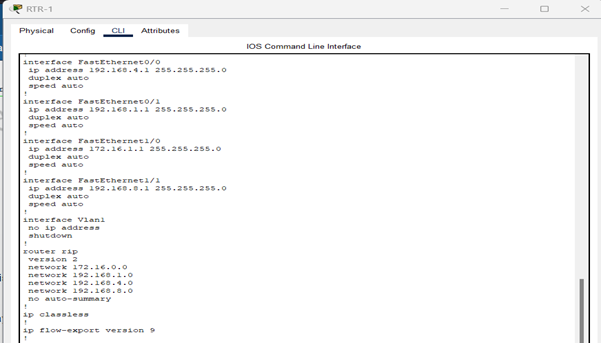 RTR-1
Physical Config CLI Attributes
IOS Command Line Interface
!
interface FastEthernet0/0
ip address 192.168.4.1 255.255.255.0
duplex auto
speed auto
!
interface FastEthernet0/1
ip address 192.168.1.1 255.255.255.0
duplex auto
speed auto
!
interface FastEthernet1/0
ip address 172.16.1.1 255.255.255.0
duplex auto
speed auto
!
interface FastEthernet1/1
ip address 192.168.8.1 255.255.255.0
duplex auto
speed auto
!
interface Vlan1
no ip address
shutdown
!
router rip
version 2
network 172.16.0.0
network 192.168.1.0
network 192.168.4.0
network 192.168.8.0
no auto-summary
!
ip classless
!
ip flow-export version 9
!